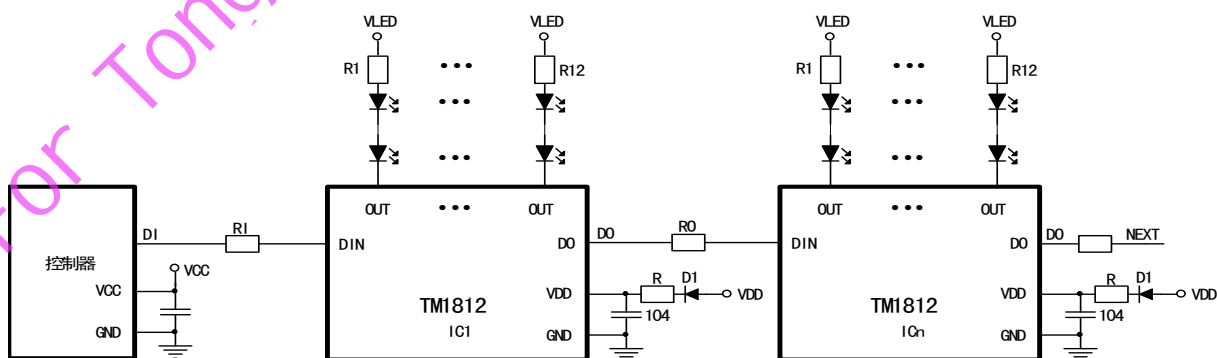 For Tong
VLED
VLED
VLED
VLED
R1
•••
R12
R1
•••
R12
•••
•••
•••
•••
OUT
•••
OUT
OUT
•••
OUT
DI
RI
DIN
DO
DO
RO
DIN
DO
DO
NEXT
控制器
VCC
VCC
GND
TM1812
IC1
VDD
R
D1
VDD
104
GND
TM1812
ICn
VDD
R
D1
VDD
104
GND